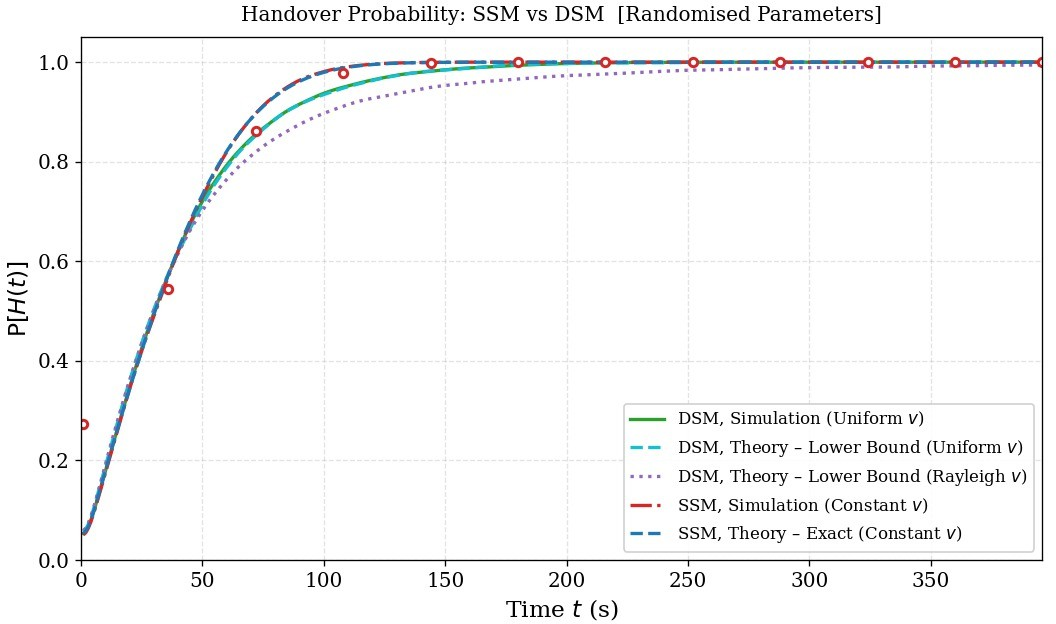 Handover Probability: SSM vs DSM [Randomised Parameters]
P[H(t)]
1.0
0.8
0.6
0.4
0.2
0.0
0 50 100 150 200 250 300 350
Time t (s)
DSM, Simulation (Uniform v)
DSM, Theory – Lower Bound (Uniform v)
DSM, Theory – Lower Bound (Rayleigh v)
SSM, Simulation (Constant v)
SSM, Theory – Exact (Constant v)